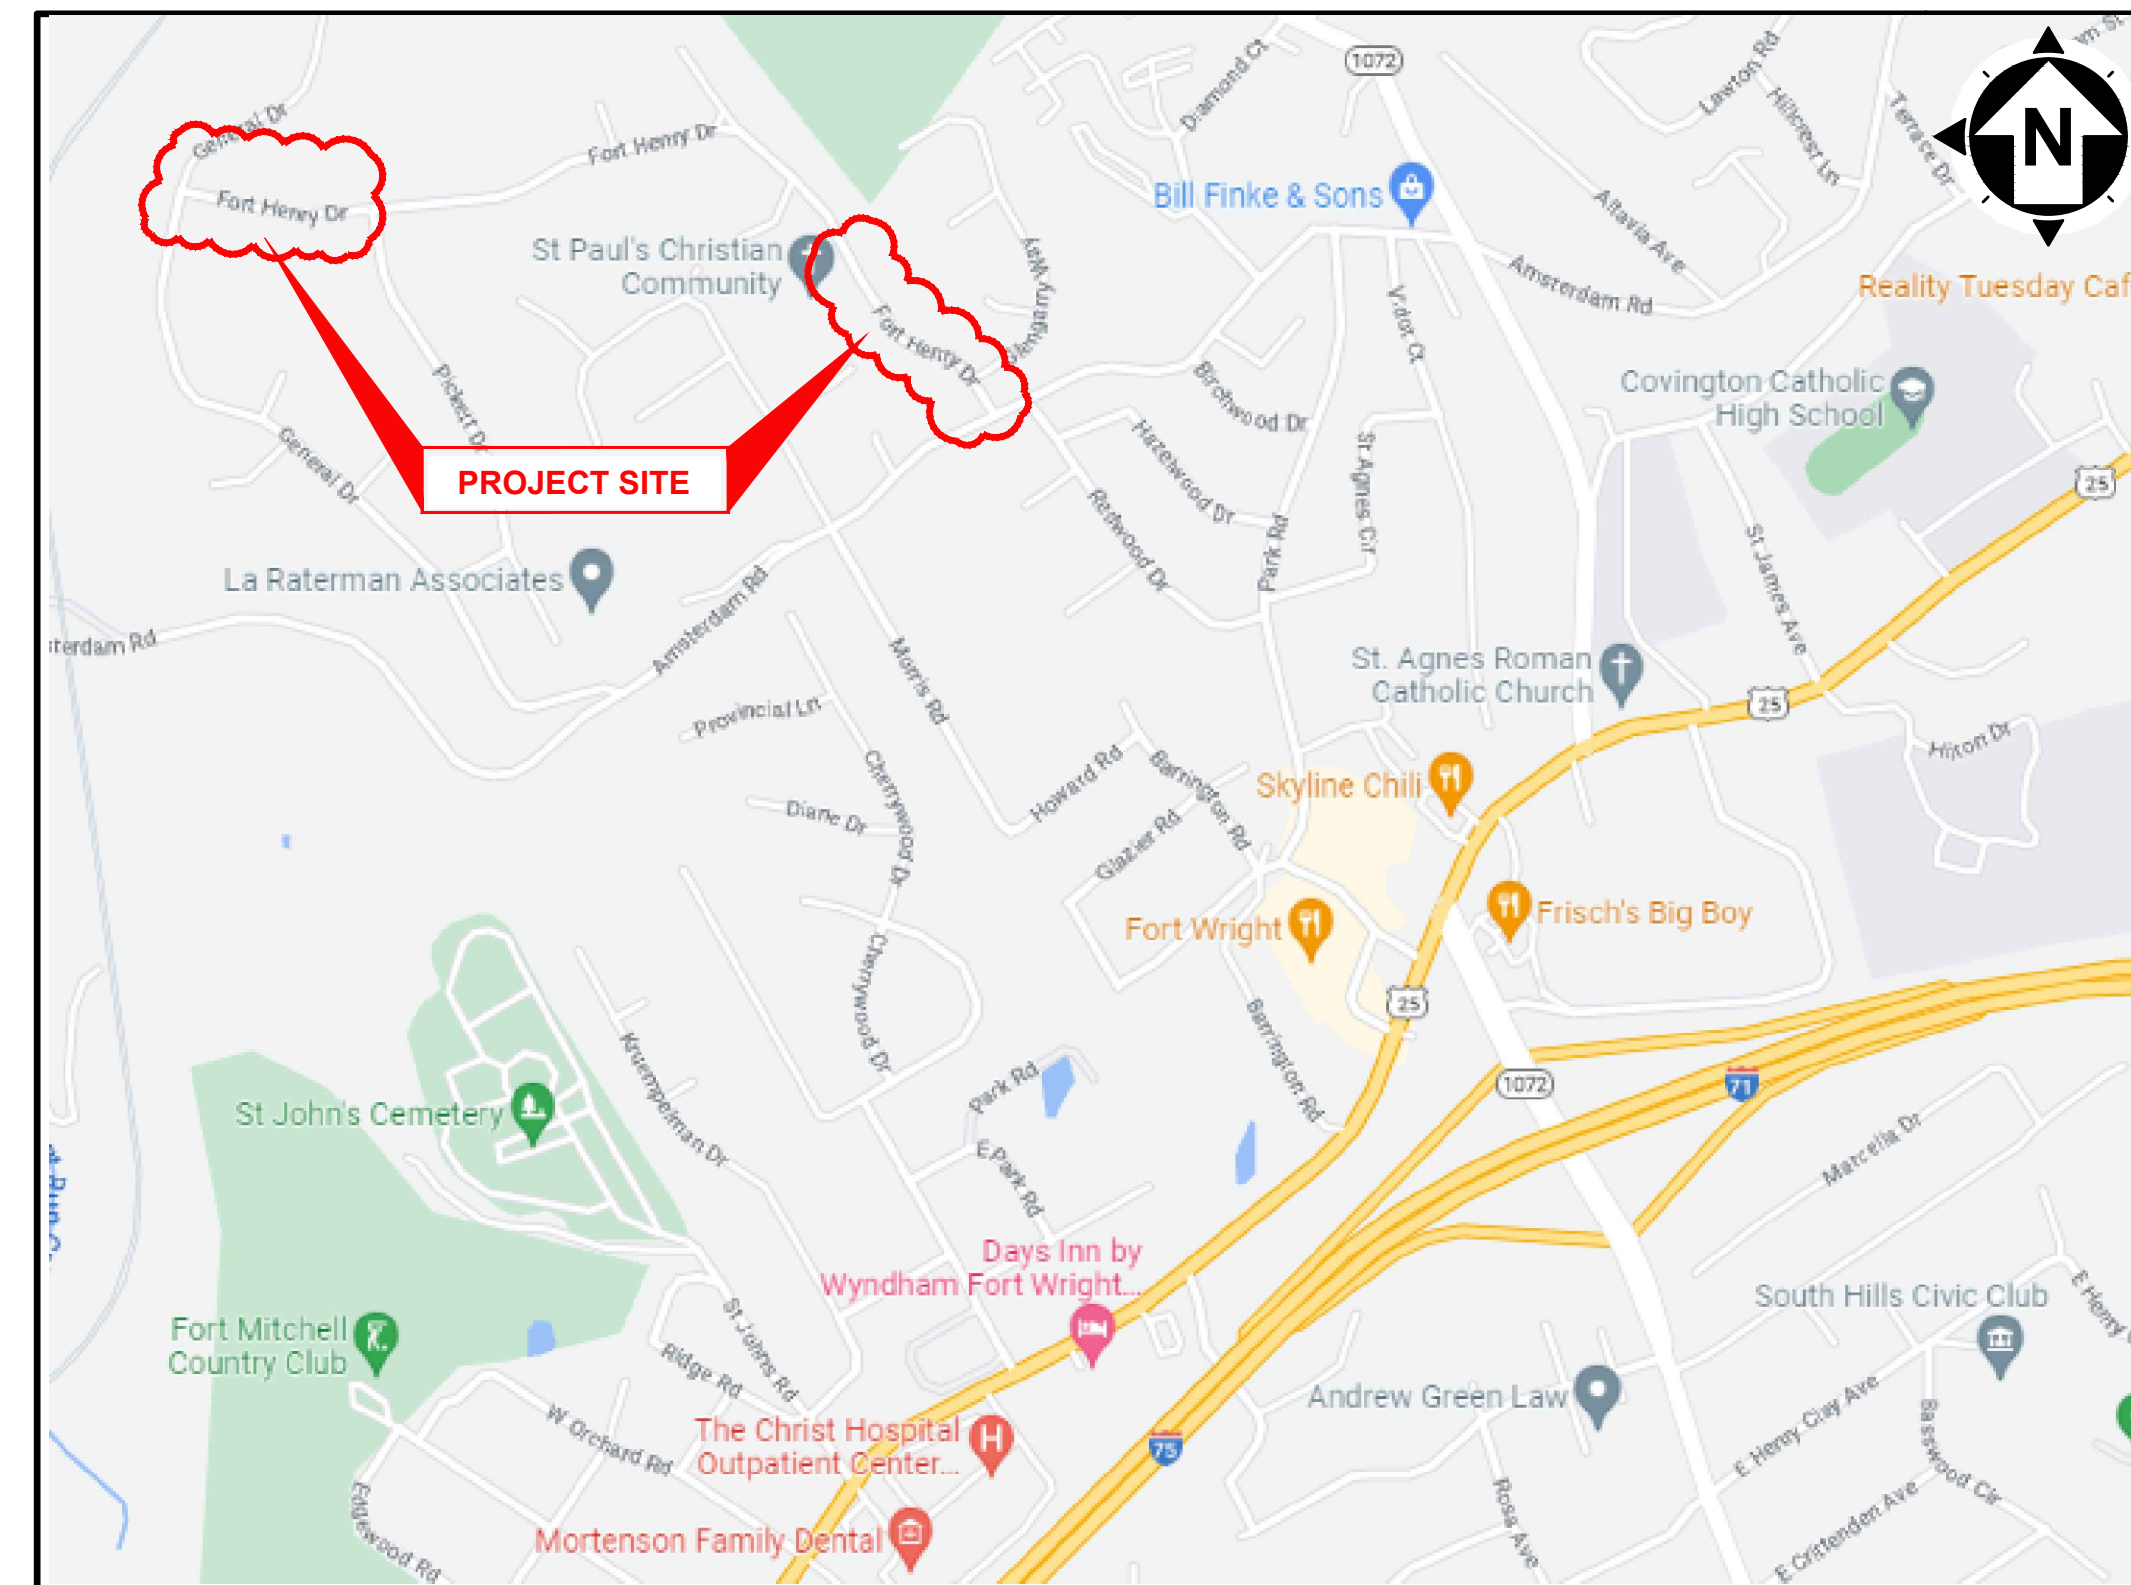 1072
Diamond Ct
Lawton Rd
Hillcrest Ln
Terrace Dr
N
General Dr
Fort Henry Dr
Fort Henry Dr
Bill Finke & Sons
Altavia Ave
St Paul's Christian
Community
Glengarry Way
Amsterdam Rd
Reality Tuesday Caf
Fort Henry Dr
Vidot Ct
Pickett Dr
Birchwood Dr
Covington Catholic
High School
General Dr
PROJECT SITE
Hazelwood Dr
St Agnes Cir
25
Redwood Dr
Park Rd
St James Ave
La Raterman Associates
terdam Rd
Amsterdam Rd
Morris Rd
St. Agnes Roman
Catholic Church
25
Provincial Ln
Hilton Dr
Howard Rd
Barrington Rd
Skyline Chili
Cherrywood Dr
Diane Dr
Glazier Rd
Fort Wright
Frisch's Big Boy
Cherrywood Dr
25
Barrington Rd
Kruempelman Dr
Park Rd
1072
71
St John's Cemetery
Marcella Dr
E Park Rd
Days Inn by
Wyndham Fort Wright...
South Hills Civic Club
E Henry
Fort Mitchell
Country Club
St Johns Rd
Ridge Rd
Andrew Green Law
E Henry Clay Ave
Basswood Cir
W Orchard Rd
The Christ Hospital
Outpatient Center...
75
Edgewood Rd
Rosa Ave
E Crittenden Ave
Mortenson Family Dental